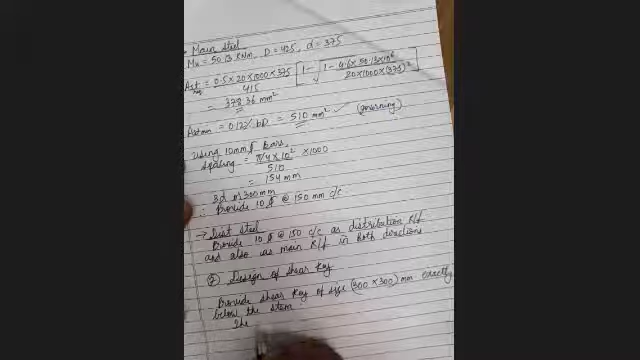 • Main steel
Mu = 50.13 kNm, D = 425, d = 375
Ast req = 0.5 x 20 x 1000 x 375 / 415 [1 - √(1 - 4.6 x 50.13 x 10⁶ / 20 x 1000 x (375)²)]
= 378.36 mm²
Astmin = 0.12% bD = 510 mm² ✓ (governing)
Using 10mm ϕ bars,
Spacing = π/4 x 10² x 1000 / 510
= 154 mm
3d or 300mm
∴ Provide 10 ϕ @ 150 mm c/c
→ Dist steel
Provide 10 ϕ @ 150 c/c as distribution R/f
and also as main R/f in both directions
Design of Shear Key
Provide shear key of size (300 x 300) mm exactly
below the stem
The